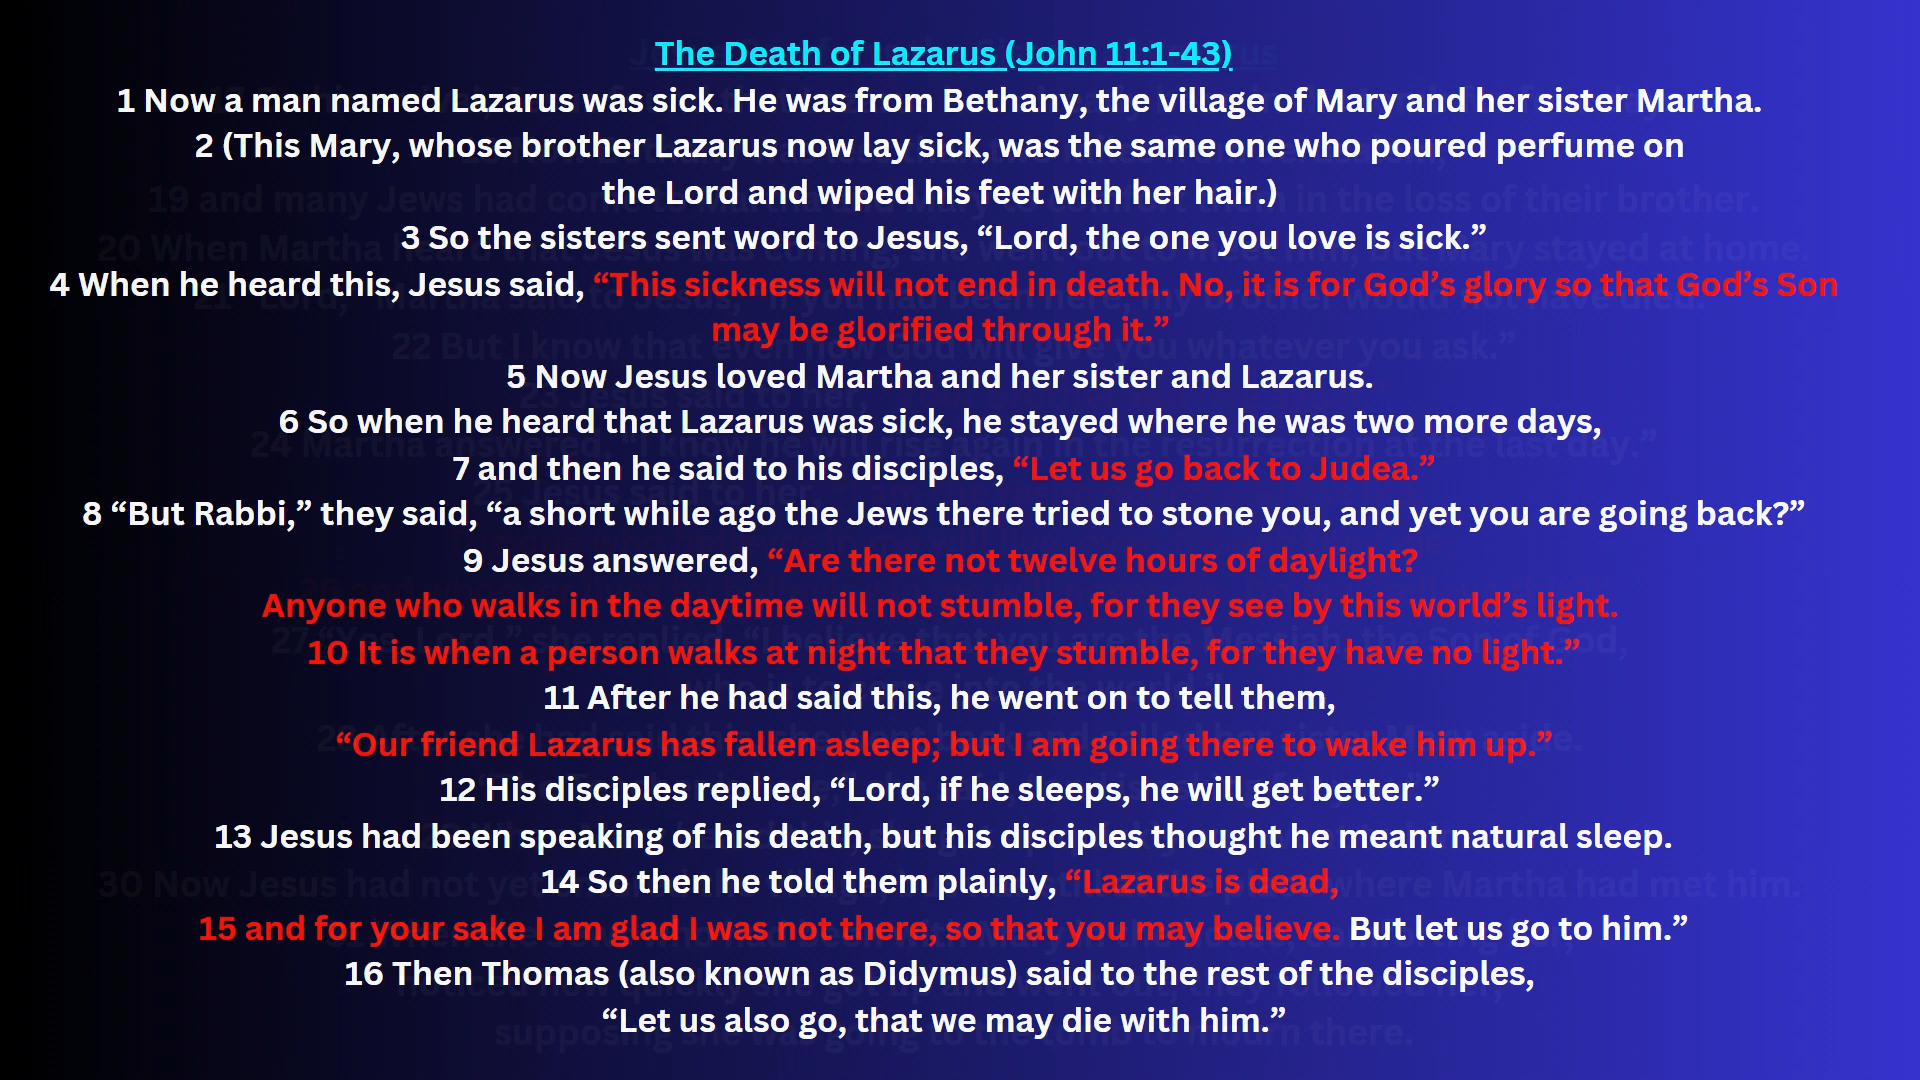 The Death of Lazarus (John 11:1-43)
1 Now a man named Lazarus was sick. He was from Bethany, the village of Mary and her sister Martha.
2 (This Mary, whose brother Lazarus now lay sick, was the same one who poured perfume on
the Lord and wiped his feet with her hair.)
3 So the sisters sent word to Jesus, “Lord, the one you love is sick.”
4 When he heard this, Jesus said, “This sickness will not end in death. No, it is for God’s glory so that God’s Son
may be glorified through it.”
5 Now Jesus loved Martha and her sister and Lazarus.
6 So when he heard that Lazarus was sick, he stayed where he was two more days,
7 and then he said to his disciples, “Let us go back to Judea.”
8 “But Rabbi,” they said, “a short while ago the Jews there tried to stone you, and yet you are going back?”
9 Jesus answered, “Are there not twelve hours of daylight?
Anyone who walks in the daytime will not stumble, for they see by this world’s light.
10 It is when a person walks at night that they stumble, for they have no light.”
11 After he had said this, he went on to tell them,
“Our friend Lazarus has fallen asleep; but I am going there to wake him up.”
12 His disciples replied, “Lord, if he sleeps, he will get better.”
13 Jesus had been speaking of his death, but his disciples thought he meant natural sleep.
14 So then he told them plainly, “Lazarus is dead,
15 and for your sake I am glad I was not there, so that you may believe. But let us go to him.”
16 Then Thomas (also known as Didymus) said to the rest of the disciples,
“Let us also go, that we may die with him.”